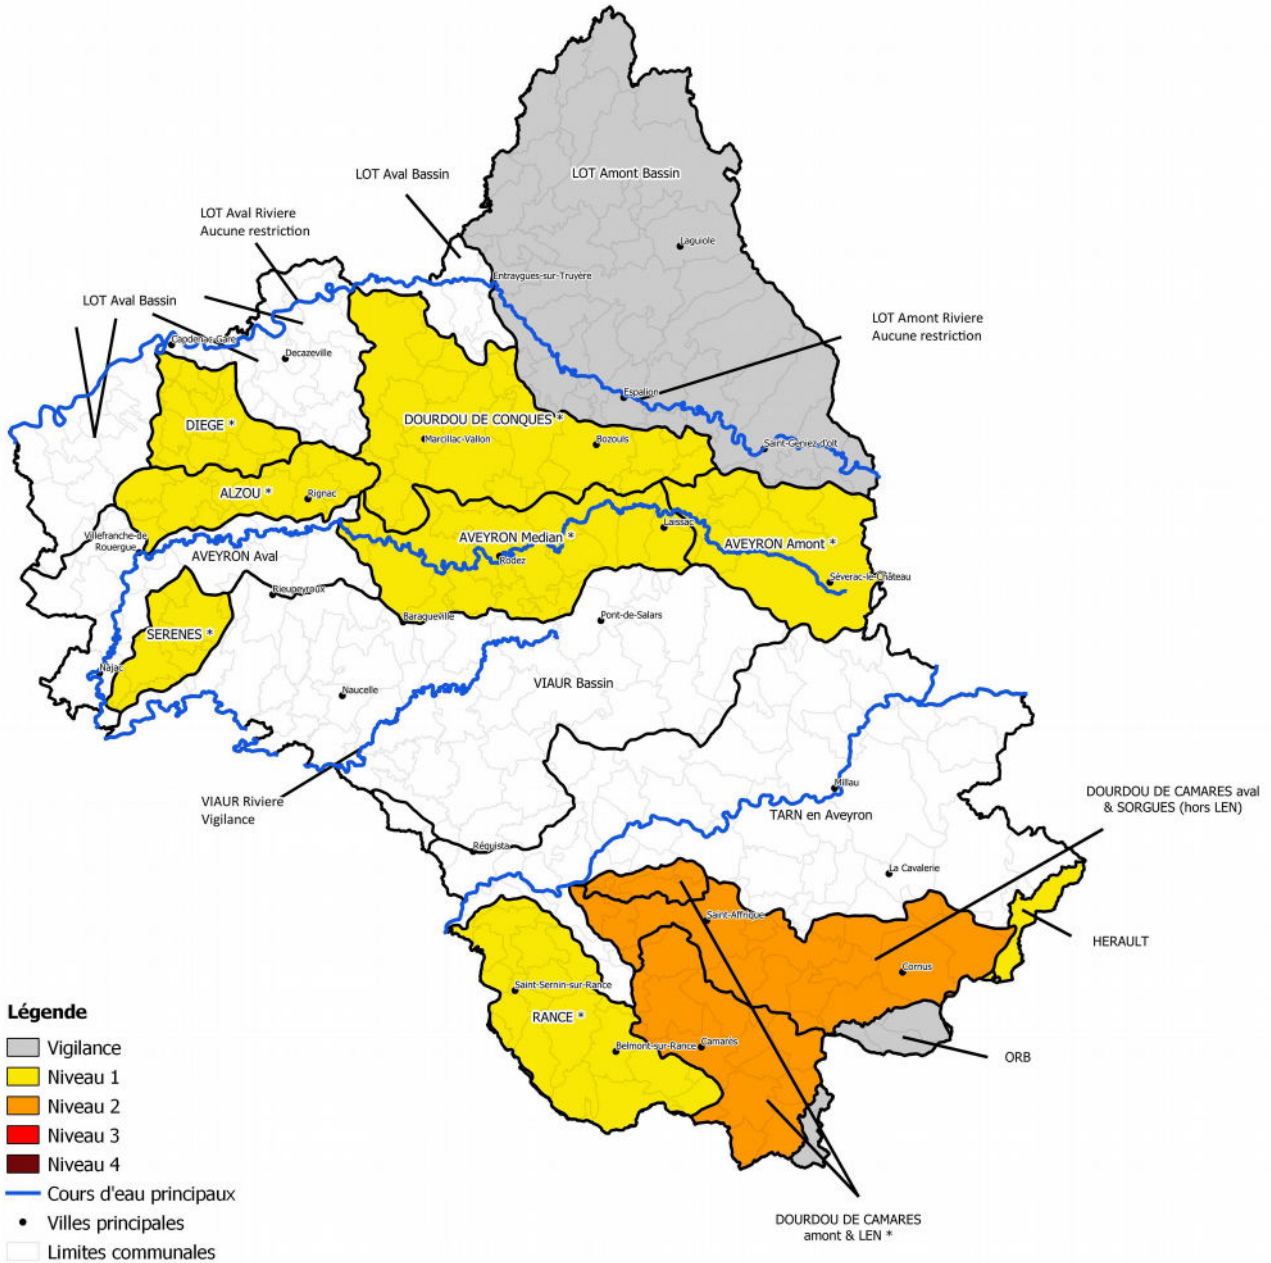 LOT Amont Bassin
LOT Aval Bassin
LOT Aval Riviere
Aucune restriction
Laguiole
Entraygues-sur-Truyère
LOT Aval Bassin
LOT Amont Riviere
Aucune restriction
Capdenac-Gare
Decazeville
Espalion
DIEGE *
DOURDOU DE CONQUES *
Marcillac-Vallon
Bozouls
Saint-Geniez-d'olt
ALZOU *
Rignac
Villefranche-de
Rouergue
AVEYRON Aval
AVEYRON Median *
Laissac
AVEYRON Amont *
Rodez
Séverac-le-Château
Rieupeyroux
Baraqueville
Pont-de-Salars
SERENES *
Najac
Naucelle
VIAUR Bassin
VIAUR Riviere
Vigilance
Millau
TARN en Aveyron
DOURDOU DE CAMARES aval
& SORGUES (hors LEN)
Réquista
La Cavalerie
Saint-Affrique
HERAULT
Cornus
Saint-Sernin-sur-Rance
RANCE *
Belmont-sur-Rance
Camarès
ORB
DOURDOU DE CAMARES
amont & LEN *
Légende
Vigilance
Niveau 1
Niveau 2
Niveau 3
Niveau 4
Cours d'eau principaux
Villes principales
Limites communales